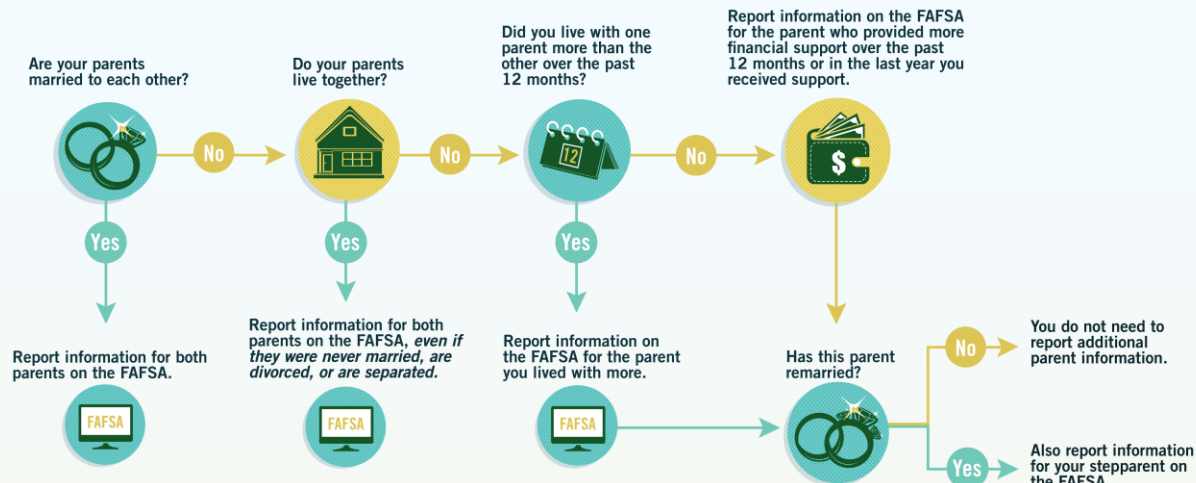 Are your parents
married to each other?
No
Yes
Report information for both
parents on the FAFSA.
FAFSA
Do your parents
live together?
No
Yes
Report information for both
parents on the FAFSA, even if
they were never married, are
divorced, or are separated.
FAFSA
Did you live with one
parent more than the
other over the past
12 months?
12
No
Yes
Report information on
the FAFSA for the parent
you lived with more.
FAFSA
Report information on the FAFSA
for the parent who provided more
financial support over the past
12 months or in the last year you
received support.
$
Has this parent
remarried?
No
You do not need to
report additional
parent information.
Yes
Also report information
for your stepparent on
the FAFSA